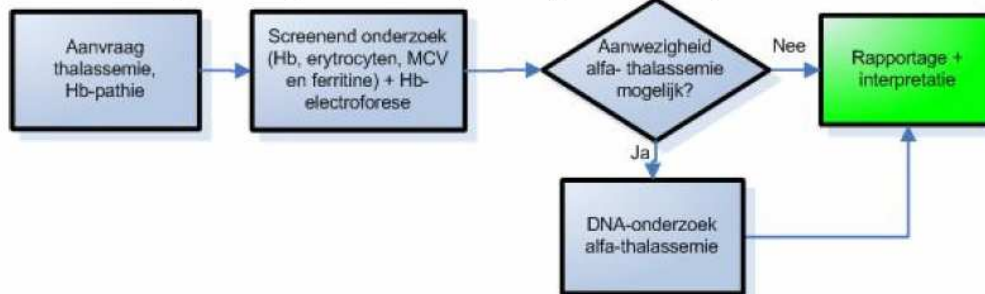 Aanvraag
thalassemie,
Hb-pathie
Screenend onderzoek
(Hb, erytrocyten, MCV
en ferritine) + Hb-
electroforese
Aanwezigheid
alfa- thalassemie
mogelijk?
Nee
Rapportage +
interpretatie
Ja
DNA-onderzoek
alfa-thalassemie